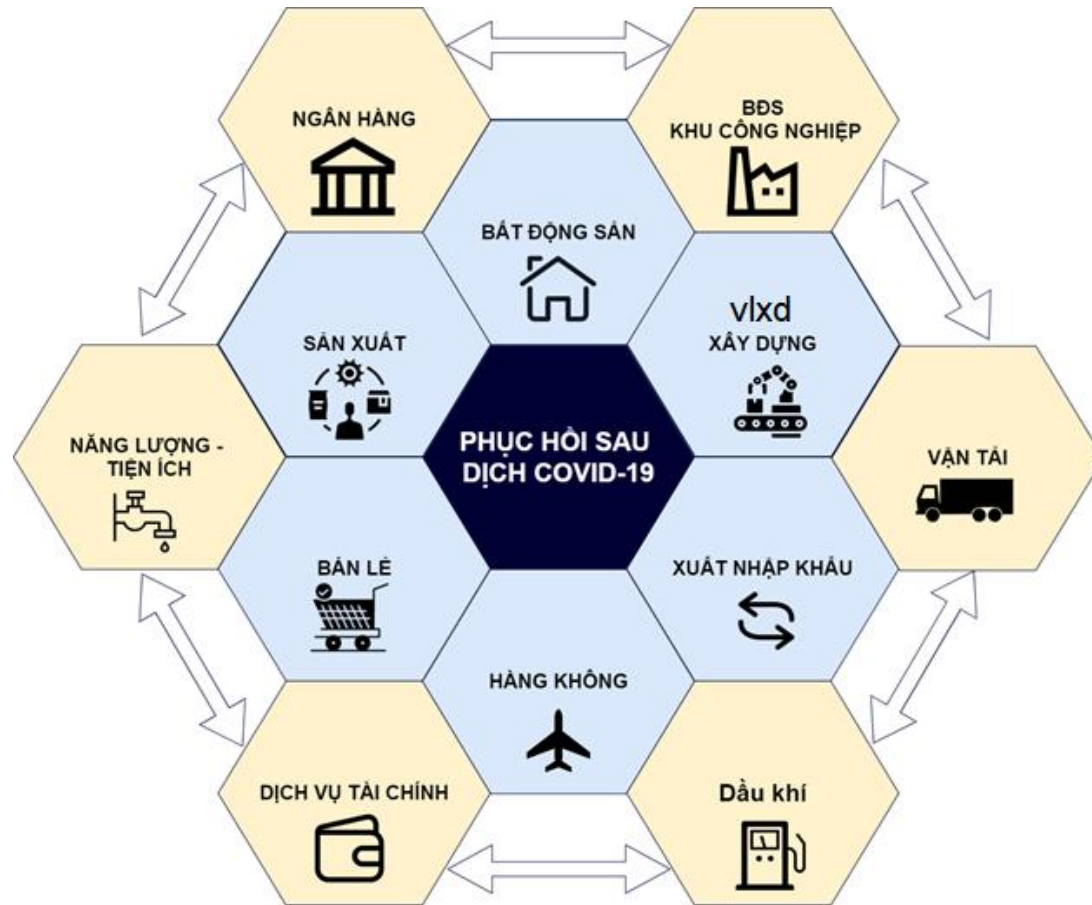 NGÂN HÀNG
BĐS
KHU CÔNG NGHIỆP
BẤT ĐỘNG SẢN
vlxd
XÂY DỰNG
SẢN XUẤT
PHỤC HỒI SAU
DỊCH COVID-19
NĂNG LƯỢNG -
TIỆN ÍCH
VẬN TẢI
BÁN LẺ
XUẤT NHẬP KHẨU
HÀNG KHÔNG
DỊCH VỤ TÀI CHÍNH
Dầu khí